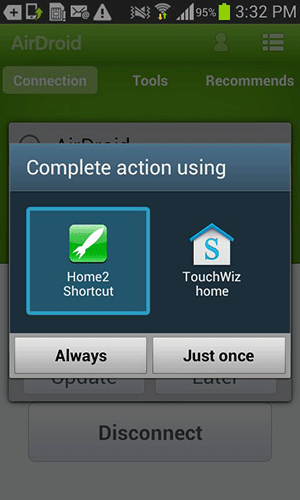 95% 3:32 PM
AirDroid
Connection Tools Recommends
AirDroid
Complete action using
S
Home2 TouchWiz
Shortcut home
Always Just once
Update Later
Disconnect